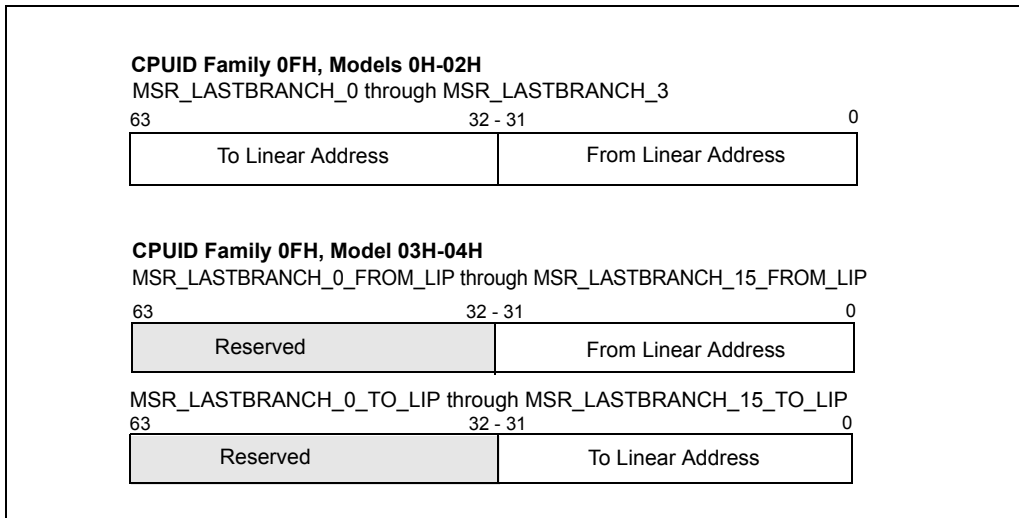 CPUID Family 0FH, Models 0H-02H
MSR_LASTBRANCH_0 through MSR_LASTBRANCH_3
63 32 - 31 0
To Linear Address From Linear Address
CPUID Family 0FH, Model 03H-04H
MSR_LASTBRANCH_0_FROM_LIP through MSR_LASTBRANCH_15_FROM_LIP
63 32 - 31 0
Reserved From Linear Address
MSR_LASTBRANCH_0_TO_LIP through MSR_LASTBRANCH_15_TO_LIP
63 32 - 31 0
Reserved To Linear Address